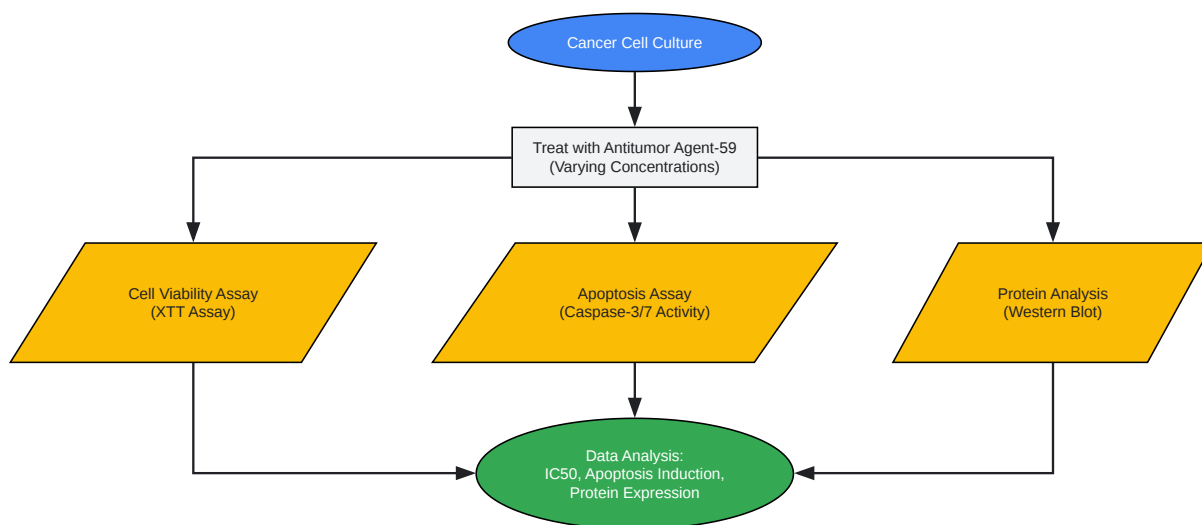 Cancer Cell Culture
Treat with Antitumor Agent-59
(Varying Concentrations)
Cell Viability Assay
(XTT Assay)
Apoptosis Assay
(Caspase-3/7 Activity)
Protein Analysis
(Western Blot)
Data Analysis:
IC50, Apoptosis Induction,
Protein Expression